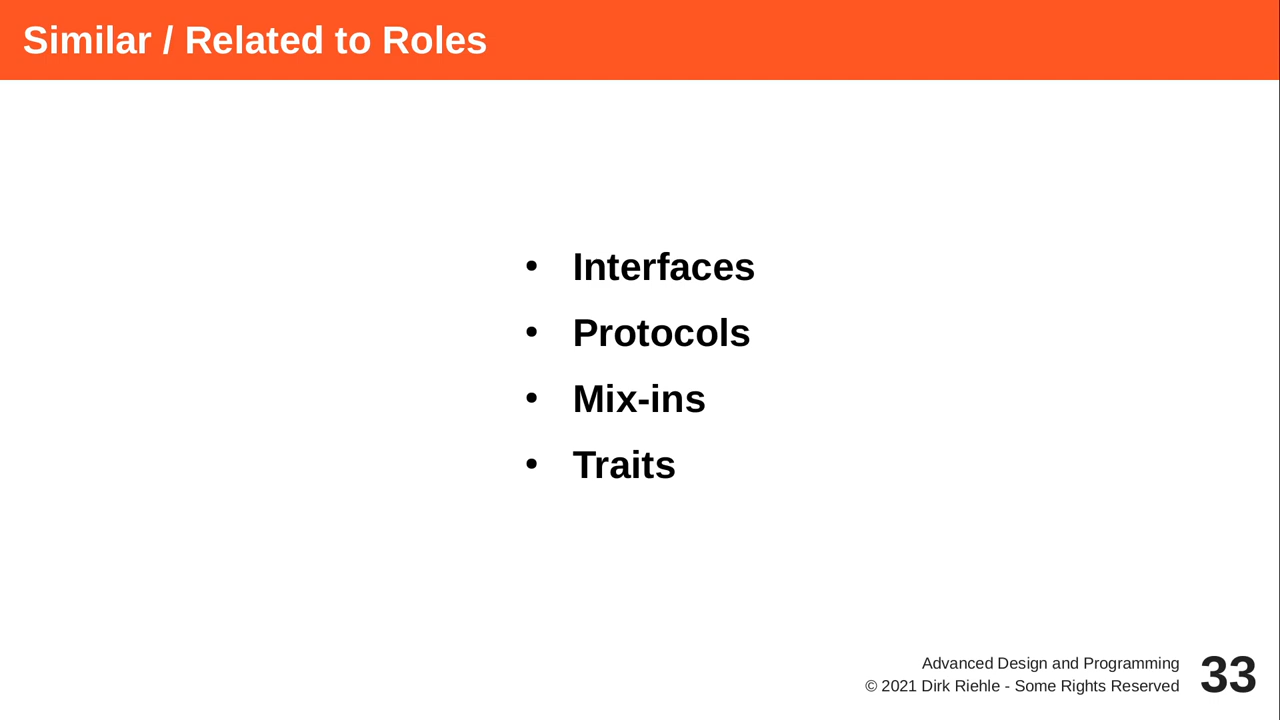 Similar / Related to Roles
• Interfaces
• Protocols
• Mix-ins
• Traits
Advanced Design and Programming
© 2021 Dirk Riehle - Some Rights Reserved
33